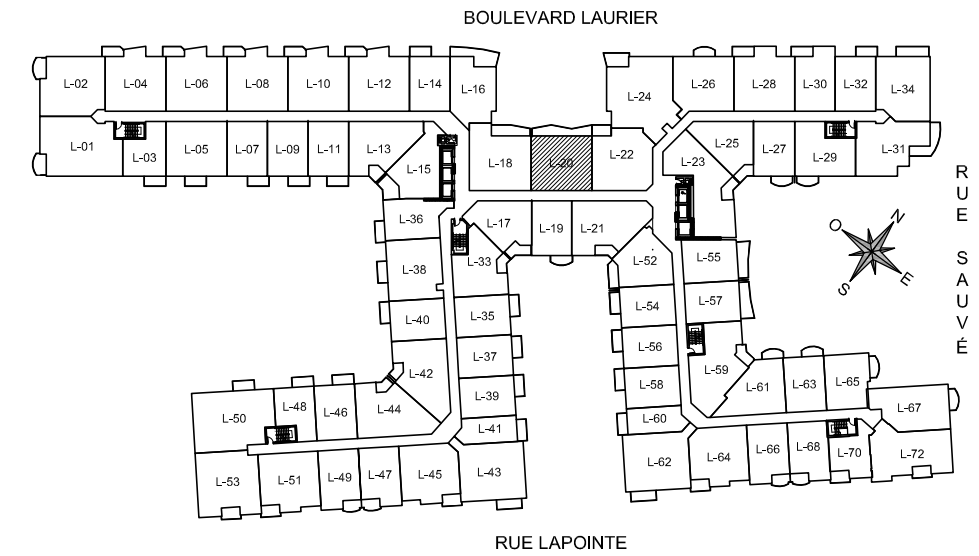 BOULEVARD LAURIER
L-02 L-04 L-06 L-08 L-10 L-12 L-14 L-16 L-24 L-26 L-28 L-30 L-32 L-34
L-01 L-03 L-05 L-07 L-09 L-11 L-13 L-15 L-18 L-20 L-22 L-23 L-25 L-27 L-29 L-31
L-36 L-17 L-19 L-21
L-38 L-33 L-52 L-55
L-40 L-35 L-54 L-57
L-42 L-37 L-56 L-59
L-50 L-48 L-46 L-44 L-39 L-58 L-61 L-63 L-65 L-67
L-41 L-60
L-53 L-51 L-49 L-47 L-45 L-43 L-62 L-64 L-66 L-68 L-70 L-72
RUE SAUVÉ
N
O
E
S
RUE LAPOINTE